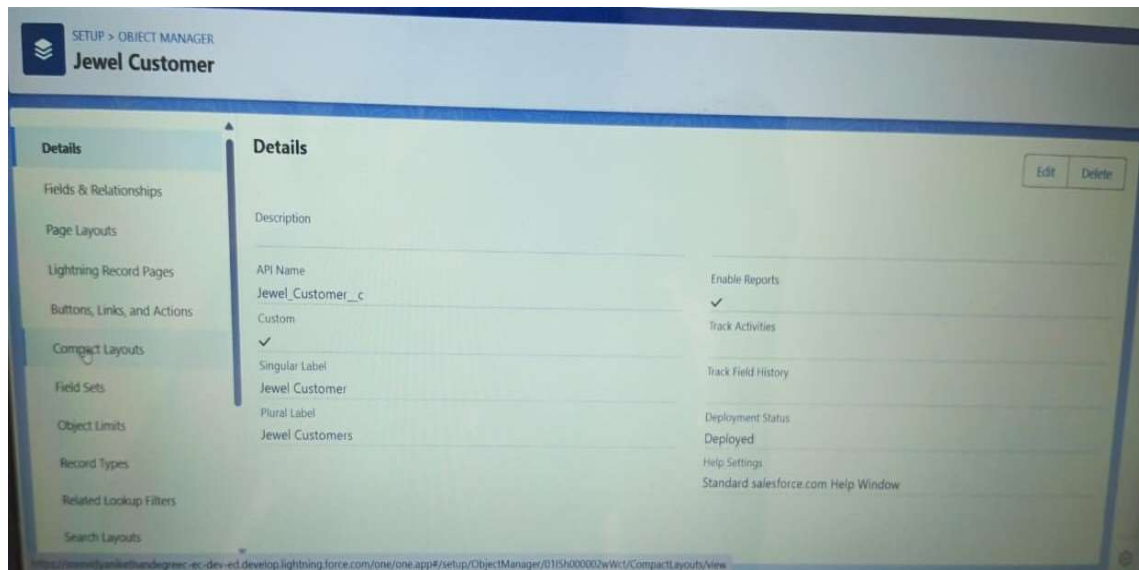 SETUP > OBJECT MANAGER
Jewel Customer
Details
Fields & Relationships
Page Layouts
Lightning Record Pages
Buttons, Links, and Actions
Compact Layouts
Field Sets
Object Limits
Record Types
Related Lookup Filters
Search Layouts
Details
Edit Delete
Description
API Name
Jewel_Customer__c
Custom
Singular Label
Jewel Customer
Plural Label
Jewel Customers
Enable Reports
Track Activities
Track Field History
Deployment Status
Deployed
Help Settings
Standard salesforce.com Help Window